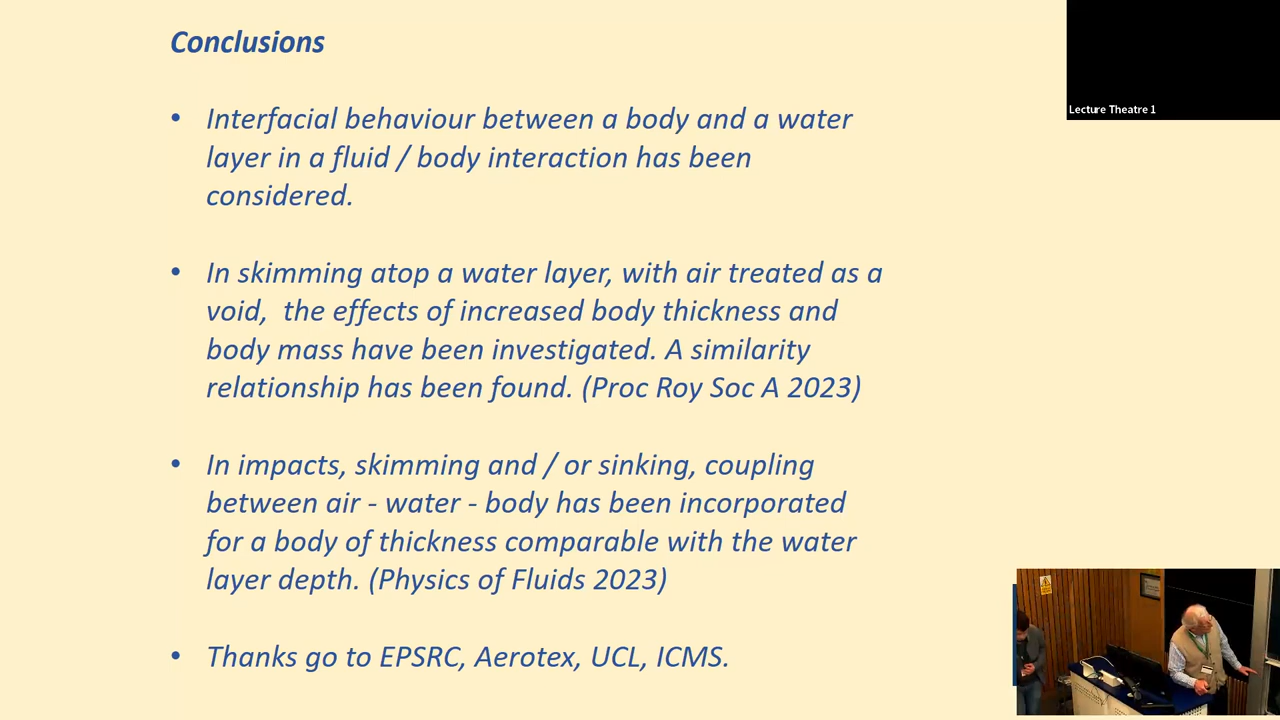 Conclusions
• Interfacial behaviour between a body and a water
layer in a fluid / body interaction has been
considered.
• In skimming atop a water layer, with air treated as a
void,  the effects of increased body thickness and
body mass have been investigated. A similarity
relationship has been found. (Proc Roy Soc A 2023)
• In impacts, skimming and / or sinking, coupling
between air - water - body has been incorporated
for a body of thickness comparable with the water
layer depth. (Physics of Fluids 2023)
• Thanks go to EPSRC, Aerotex, UCL, ICMS.
Lecture Theatre 1